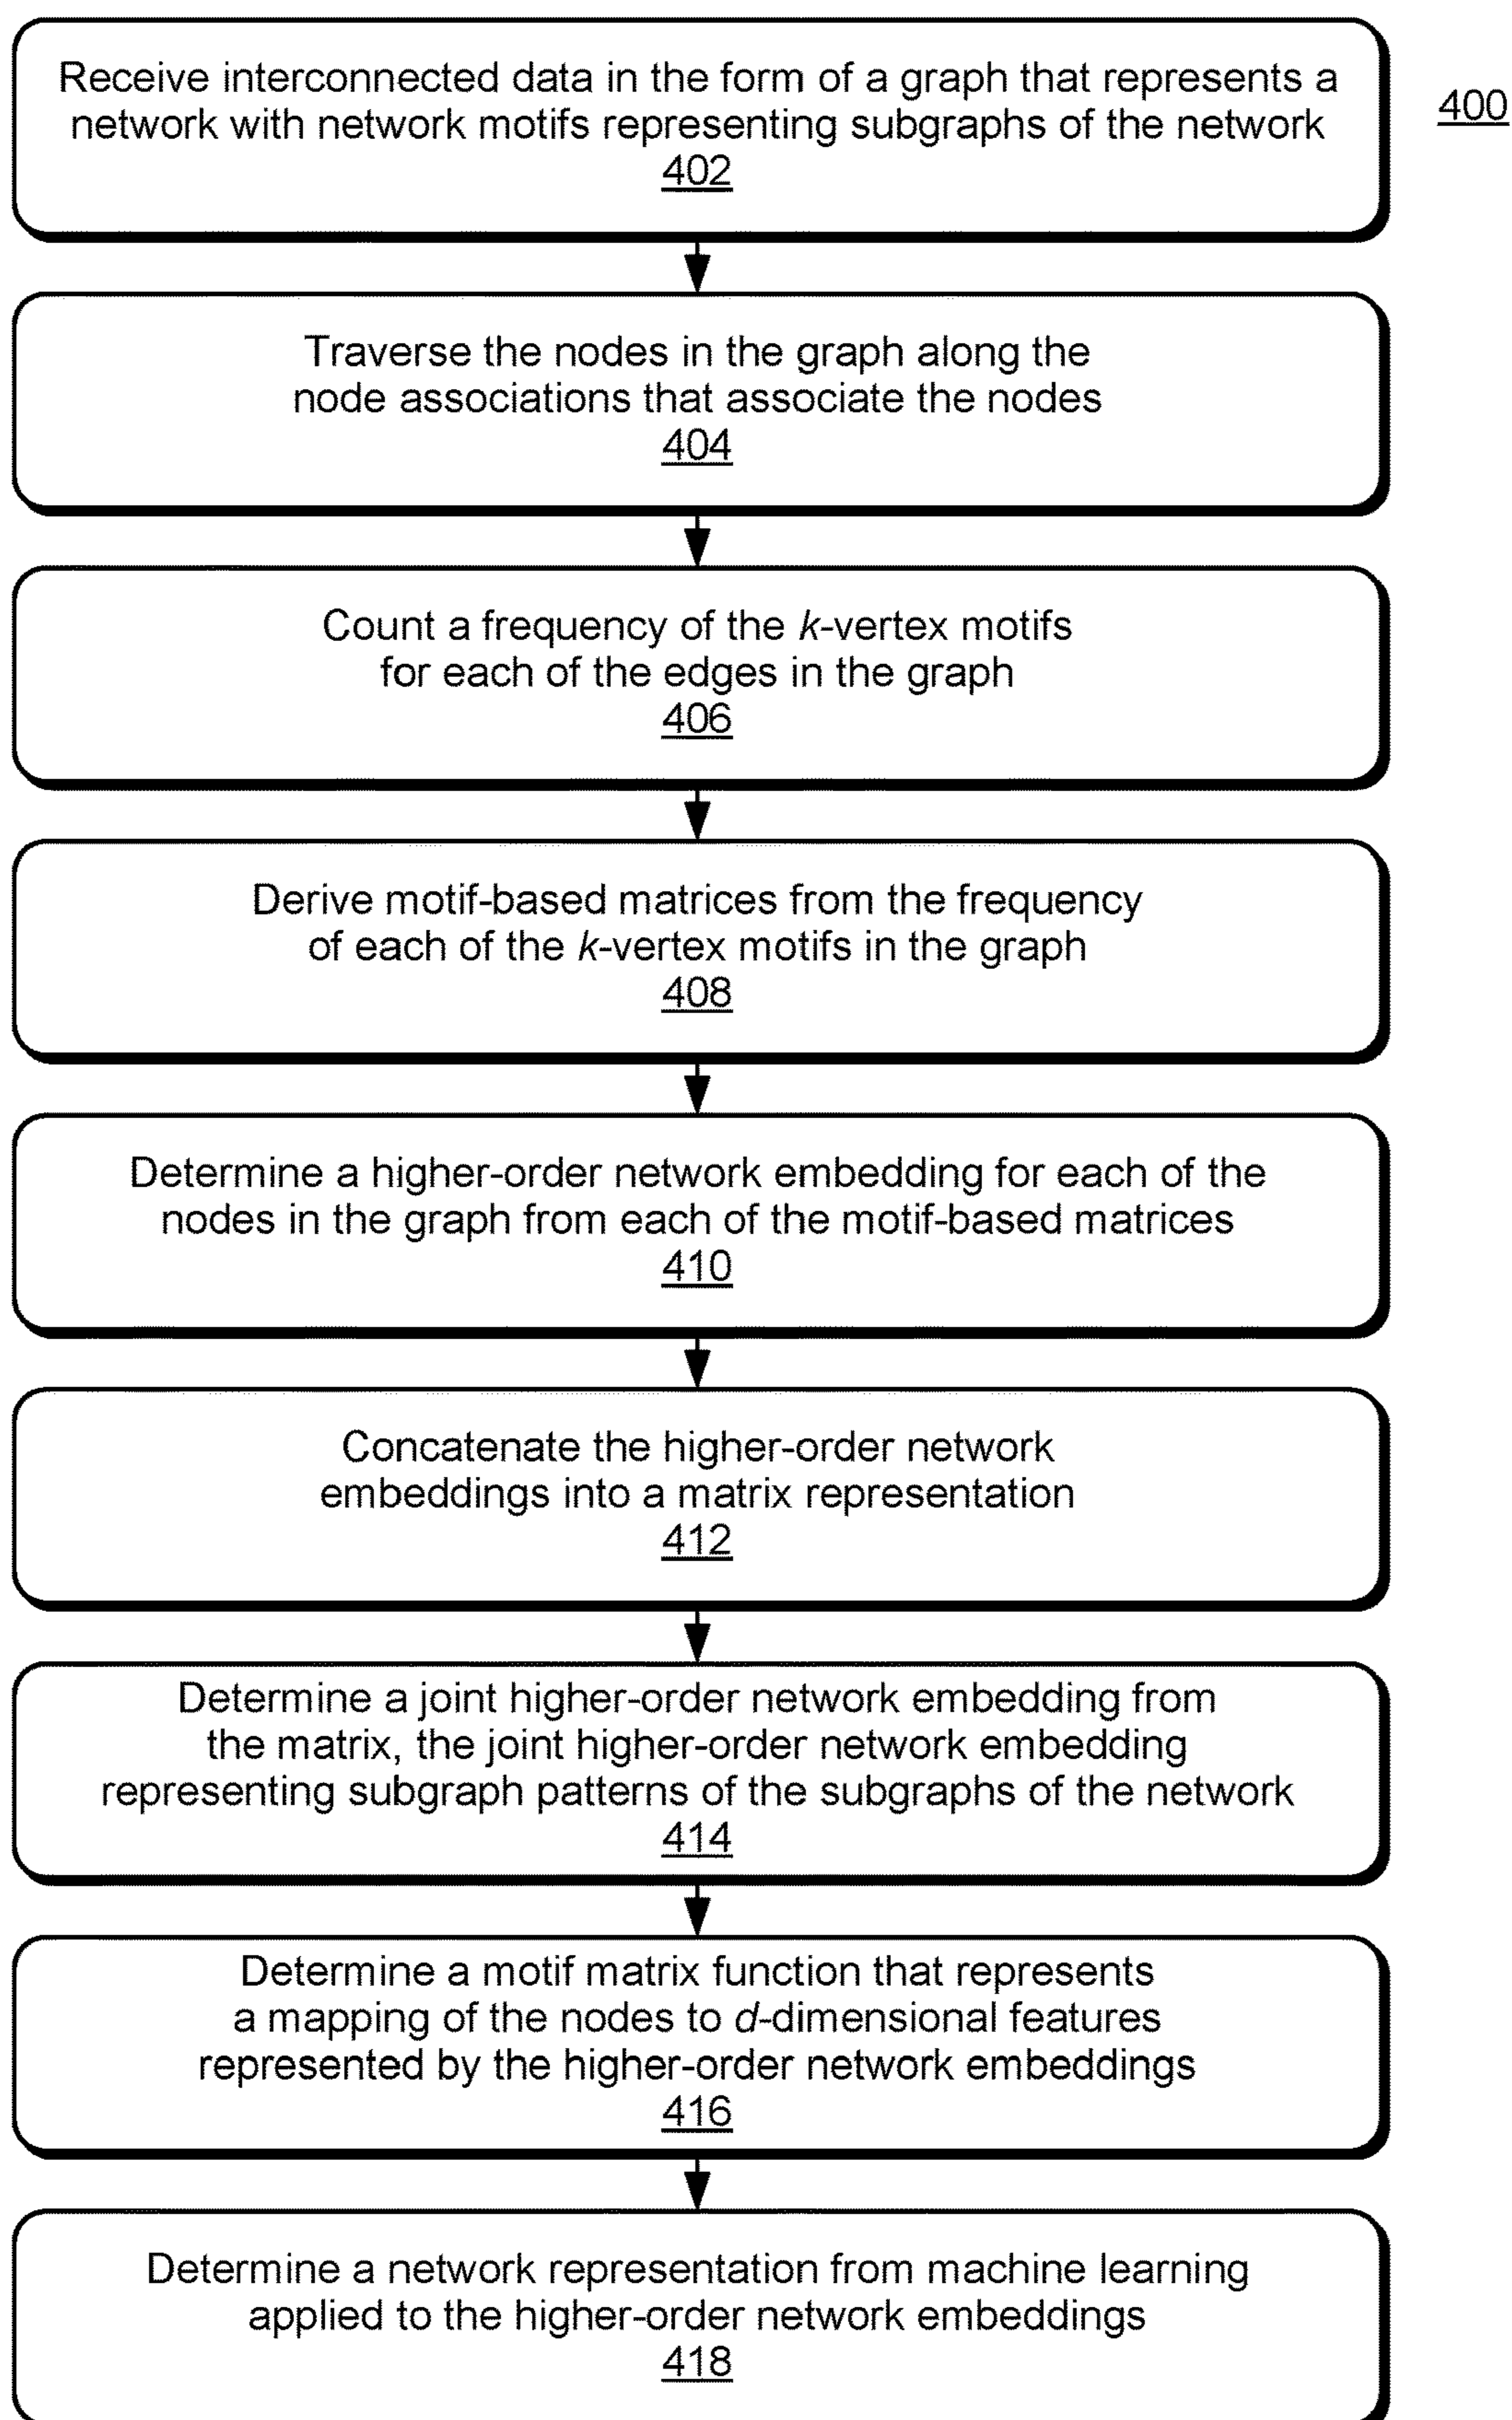 Receive interconnected data in the form of a graph that represents a
network with network motifs representing subgraphs of the network
402
400
Traverse the nodes in the graph along the
node associations that associate the nodes
404
Count a frequency of the k-vertex motifs
for each of the edges in the graph
406
Derive motif-based matrices from the frequency
of each of the k-vertex motifs in the graph
408
Determine a higher-order network embedding for each of the
nodes in the graph from each of the motif-based matrices
410
Concatenate the higher-order network
embeddings into a matrix representation
412
Determine a joint higher-order network embedding from
the matrix, the joint higher-order network embedding
representing subgraph patterns of the subgraphs of the network
414
Determine a motif matrix function that represents
a mapping of the nodes to d-dimensional features
represented by the higher-order network embeddings
416
Determine a network representation from machine learning
applied to the higher-order network embeddings
418